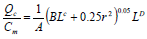 Q_c/C_m = 1/A (BL^c + 0.25r^2)^0.05 L^D